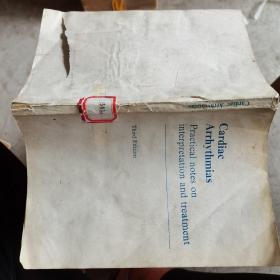 Cardiac
Arrhythmias
Practical notes on
interpretation and treatment
Third Edition
Cardiac Arrhythmias